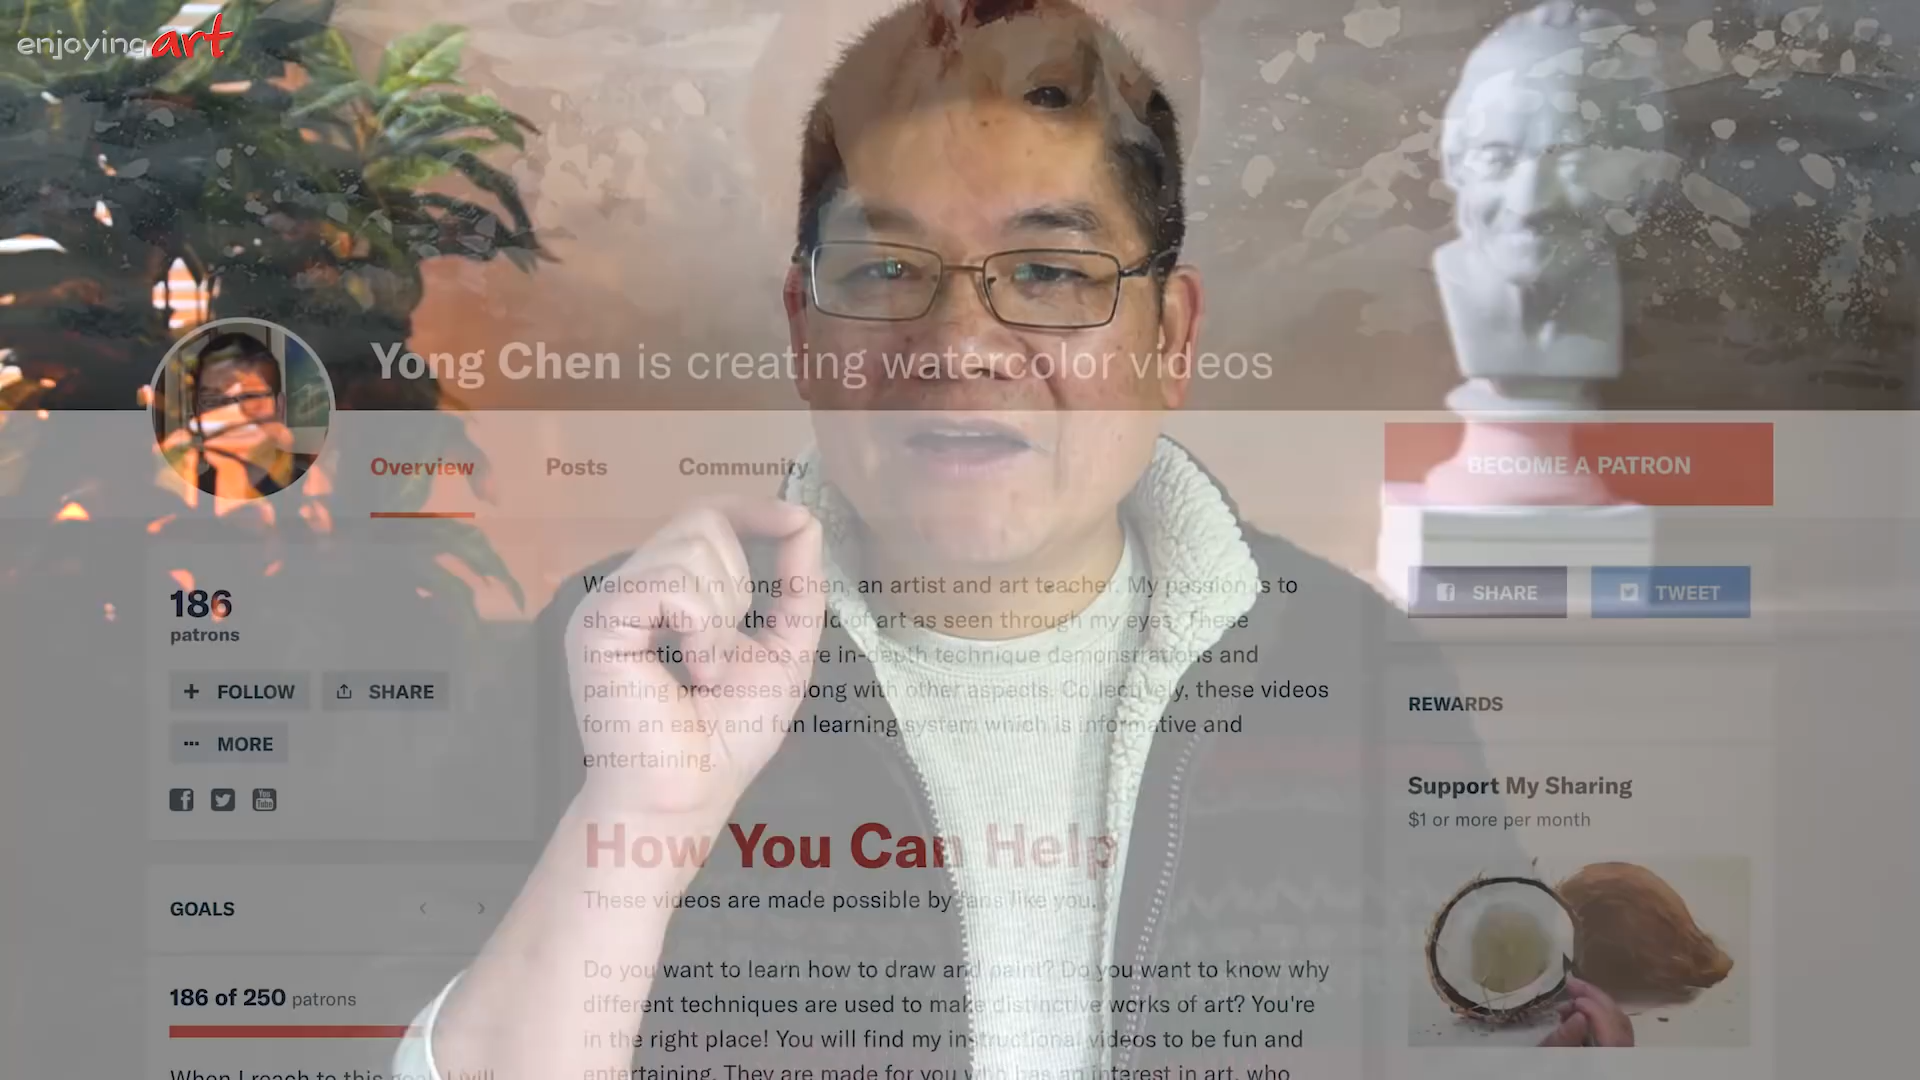 enjoying art
Yong Chen is creating watercolor videos
Overview
Posts
Community
BECOME A PATRON
186
patrons
FOLLOW
SHARE
MORE
You
Tube
GOALS
186 of 250 patrons
When I reach to this goal, I will
Welcome! I'm Yong Chen, an artist and art teacher. My passion is to
share with you the world of art as seen through my eyes. These
instructional videos are in-depth technique demonstrations and
painting processes along with other aspects. Collectively, these videos
form an easy and fun learning system which is informative and
entertaining.
How You Can Help
These videos are made possible by fans like you.
Do you want to learn how to draw and paint? Do you want to know why
different techniques are used to make distinctive works of art? You're
in the right place! You will find my instructional videos to be fun and
entertaining. They are made for you who has an interest in art, who
SHARE
TWEET
REWARDS
Support My Sharing
$1 or more per month